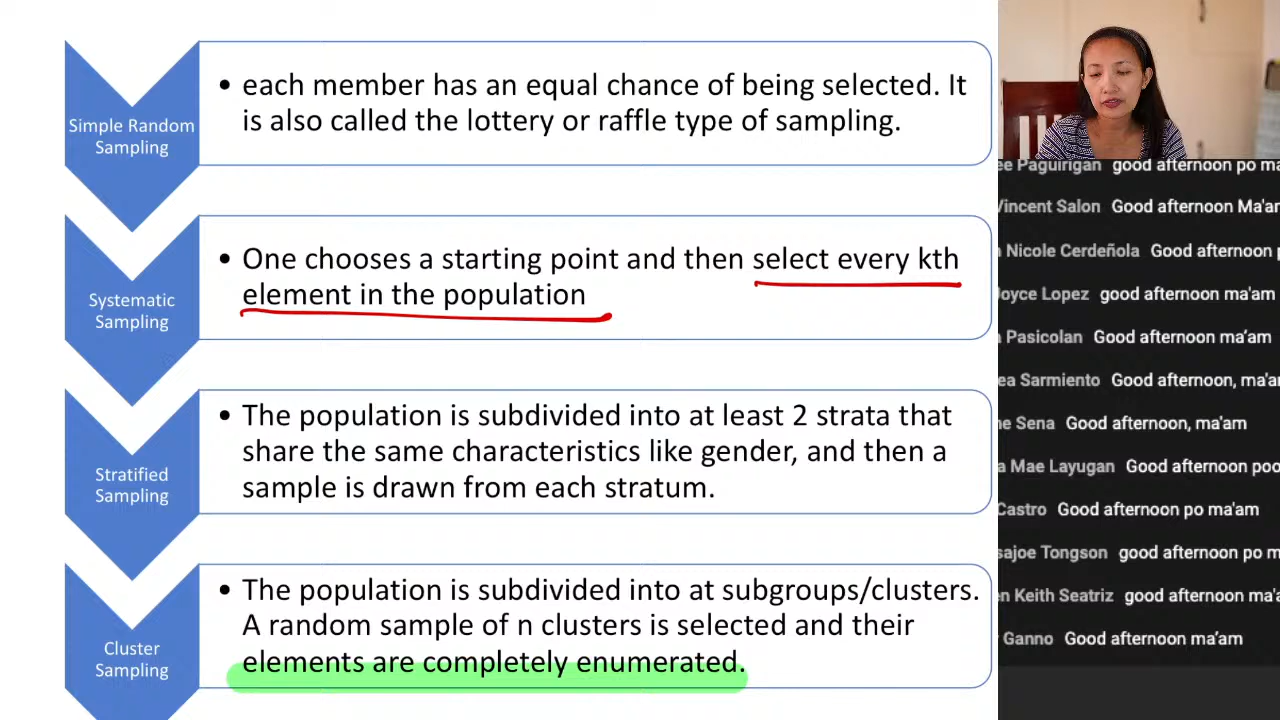 Simple Random
Sampling
• each member has an equal chance of being selected. It
is also called the lottery or raffle type of sampling.
Systematic
Sampling
• One chooses a starting point and then select every kth
element in the population
Stratified
Sampling
• The population is subdivided into at least 2 strata that
share the same characteristics like gender, and then a
sample is drawn from each stratum.
Cluster
Sampling
• The population is subdivided into at subgroups/clusters.
A random sample of n clusters is selected and their
elements are completely enumerated.
Paguirigan good afternoon po
Vincent Salon Good afternoon Ma'am
Nicole Cerdeñola Good afternoon
Joyce Lopez good afternoon ma'am
Pasicolan Good afternoon ma'am
Sarmiento Good afternoon,
Sena Good afternoon, ma'am
Mae Layugan Good afternoon
Castro Good afternoon po ma'am
Tongson good afternoon po
Keith Seatriz good afternoon
Ganno Good afternoon ma'am